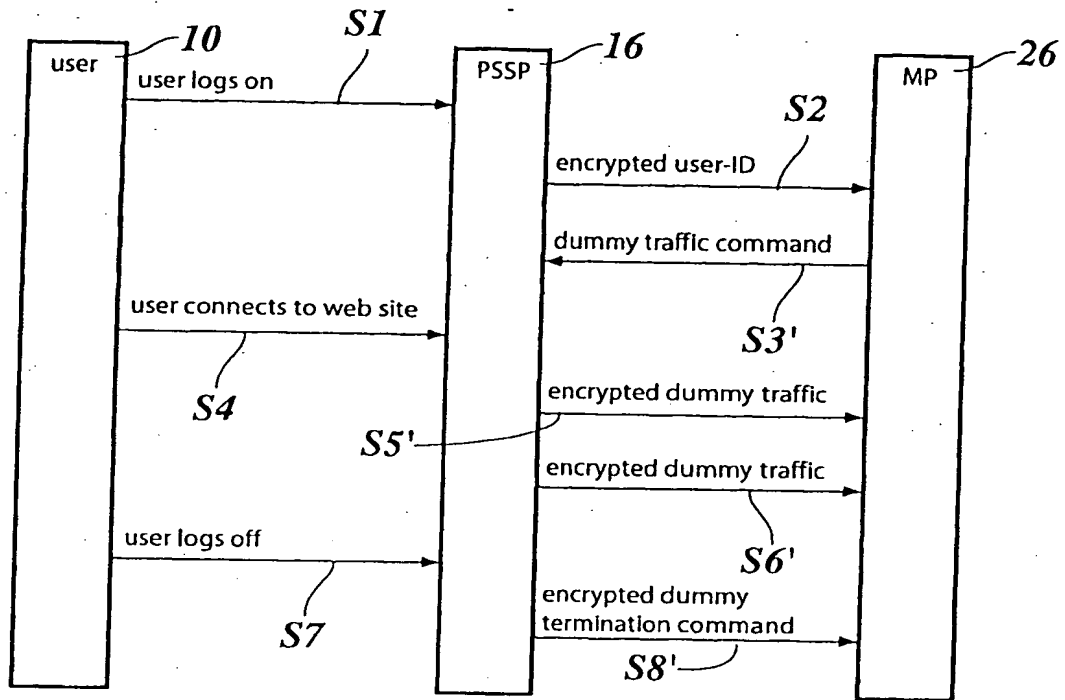 10
S1
16
26
user
PSSP
MP
user logs on
S2
encrypted user-ID
dummy traffic command
user connects to web site
S3'
S4
encrypted dummy traffic
S5'
encrypted dummy traffic
user logs off
S6'
S7
encrypted dummy
termination command
S8'